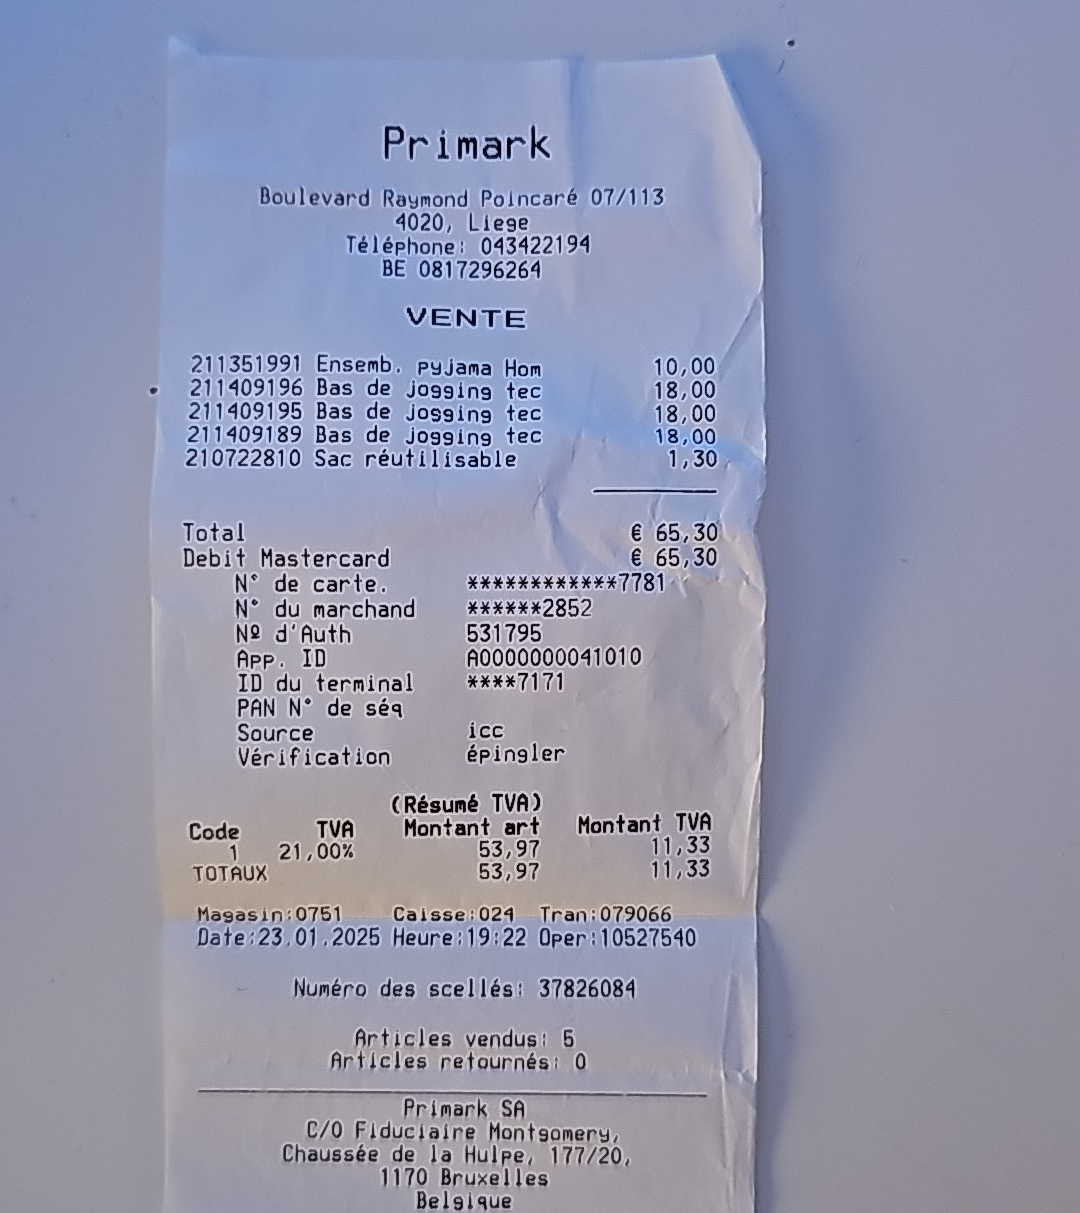 Primark
Boulevard Raymond Poincaré 07/113
4020, Liege
Téléphone: 043422194
BE 0817296264
VENTE
211351991 Ensemb. pyjama Hom 10,00
211409196 Bas de jogging tec 18,00
211409195 Bas de jogging tec 18,00
211409189 Bas de jogging tec 18,00
210722810 Sac réutilisable 1,30
Total € 65,30
Debit Mastercard € 65,30
N° de carte. ************7781
N° du marchand ******2852
Nº d'Auth 531795
App. ID A0000000041010
ID du terminal ****7171
PAN N° de séq
Source icc
Vérification épingler
(Résumé TVA)
Code TVA Montant art Montant TVA
1 21,00% 53,97 11,33
TOTAUX 53,97 11,33
Magasin:0751 Caisse:024 Tran:079066
Date:23.01.2025 Heure:19:22 Oper:10527540
Numéro des scellés: 37826084
Articles vendus: 5
Articles retournés: 0
Primark SA
C/O Fiduciaire Montgomery,
Chaussée de la Hulpe, 177/20,
1170 Bruxelles
Belgique